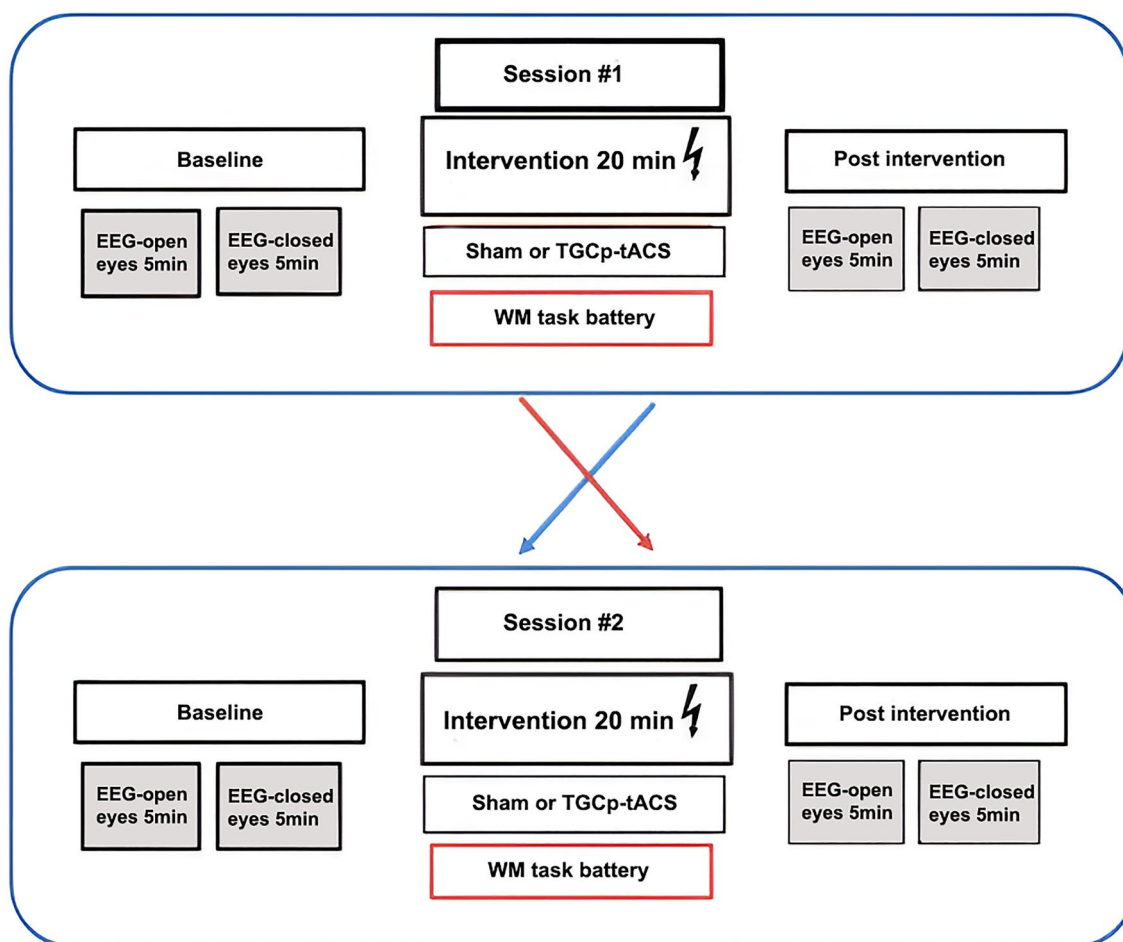 Session #1
Baseline
Intervention 20 min
Post intervention
EEG-open
eyes 5min
EEG-closed
eyes 5min
Sham or TGCp-tACS
WM task battery
EEG-open
eyes 5min
EEG-closed
eyes 5min
Session #2
Baseline
Intervention 20 min
Post intervention
EEG-open
eyes 5min
EEG-closed
eyes 5min
Sham or TGCp-tACS
WM task battery
EEG-open
eyes 5min
EEG-closed
eyes 5min